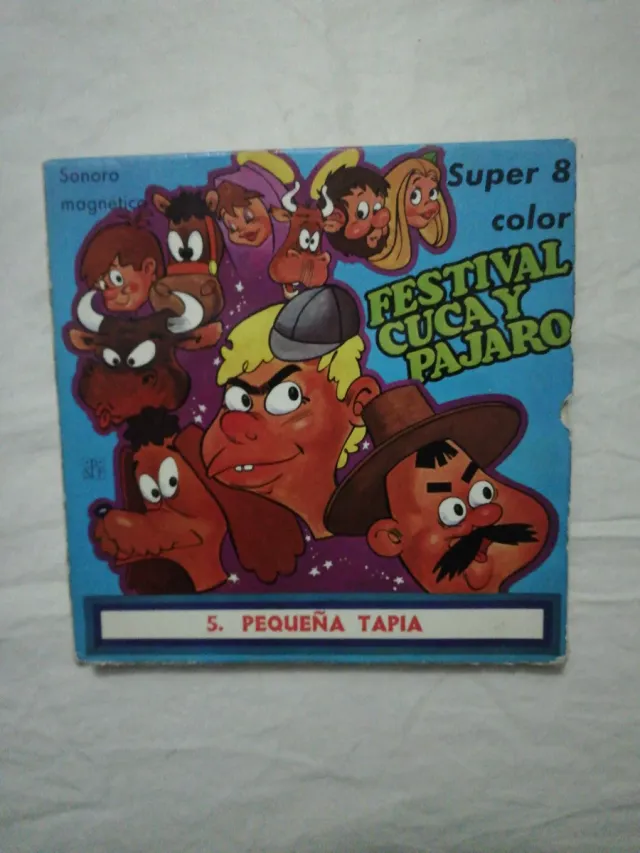 Sonoro
magnético
Super 8
color
FESTIVAL
CUCA Y
PAJARO
5. PEQUEÑA TAPIA